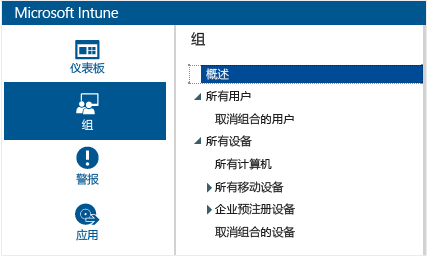 Microsoft Intune
仪表板
组
警报
应用
组
概述
所有用户
取消组合的用户
所有设备
所有计算机
所有移动设备
企业预注册设备
取消组合的设备